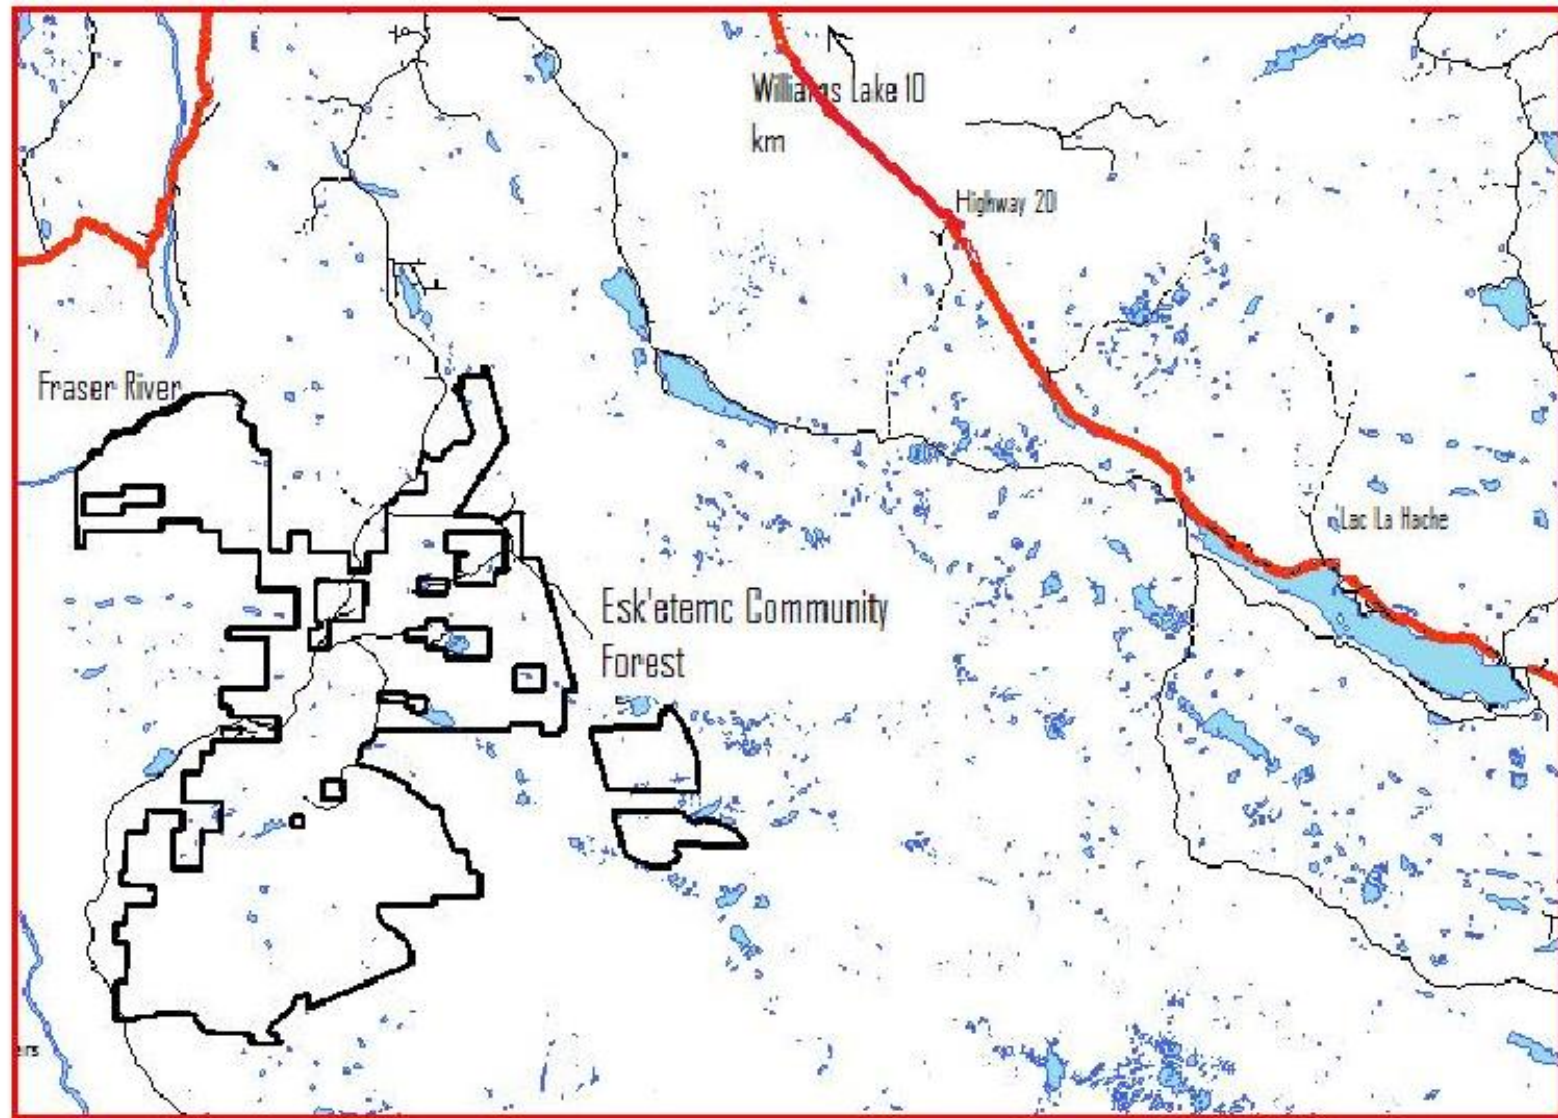 Williams Lake 10
km
Highway 20
Fraser River
Lac La Hache
Esk'etemc Community
Forest